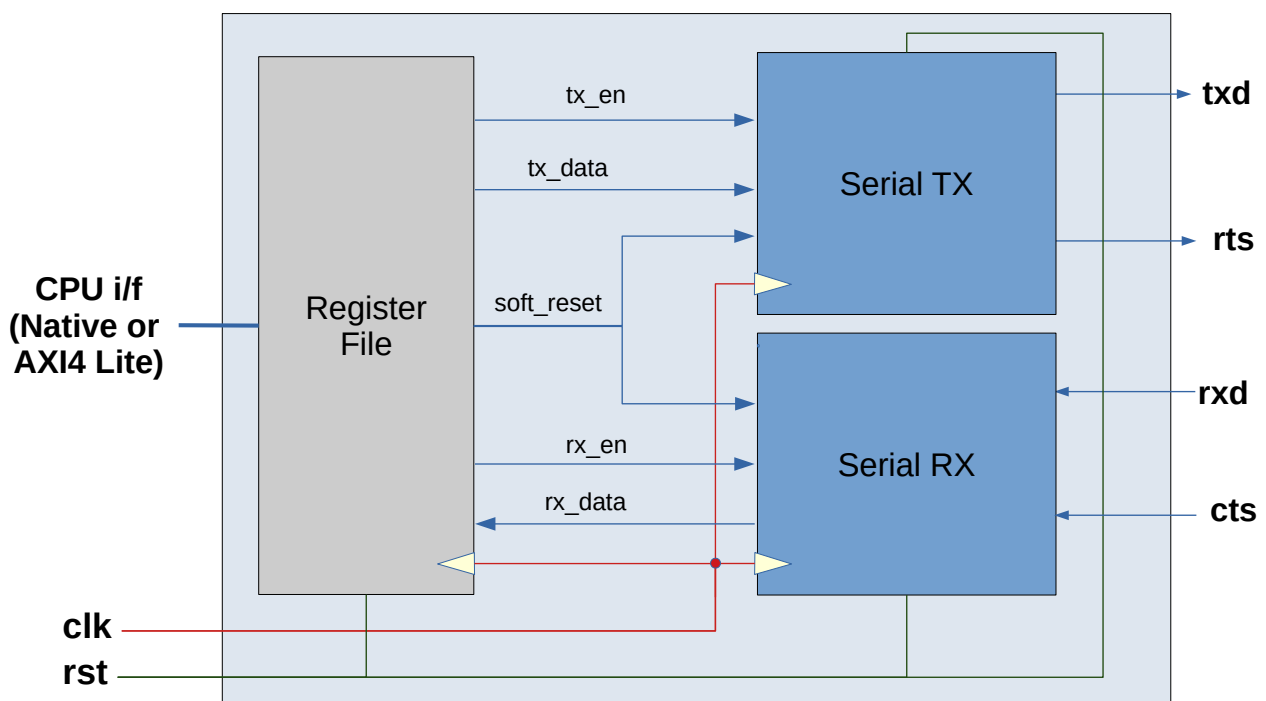 tx_en
txd
tx_data
Serial TX
rts
CPU i/f
(Native or
AXI4 Lite)
Register
File
soft_reset
rxd
rx_en
Serial RX
rx_data
cts
clk
rst